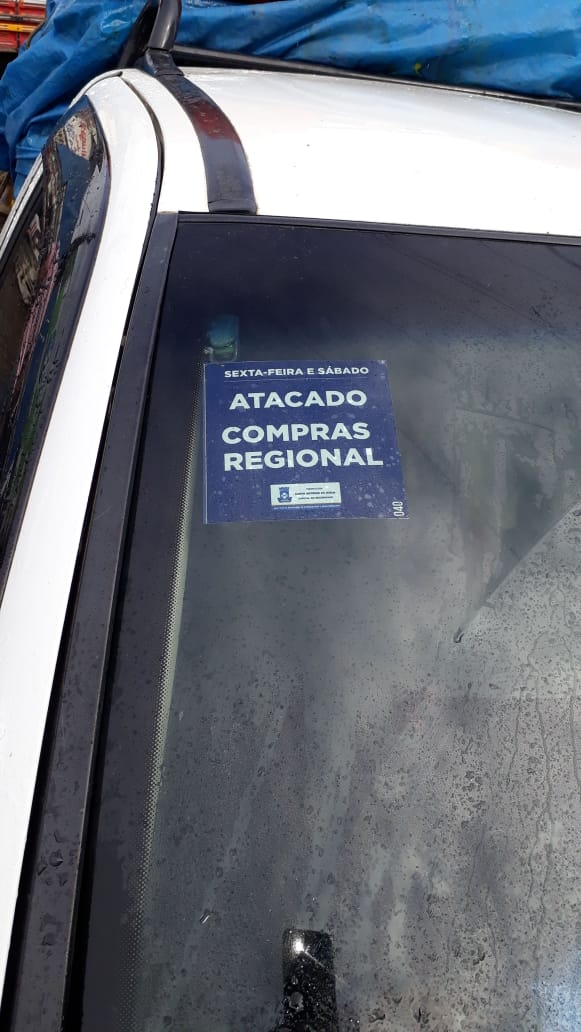 SEXTA-FEIRA E SÁBADO
ATACADO
COMPRAS
REGIONAL
040